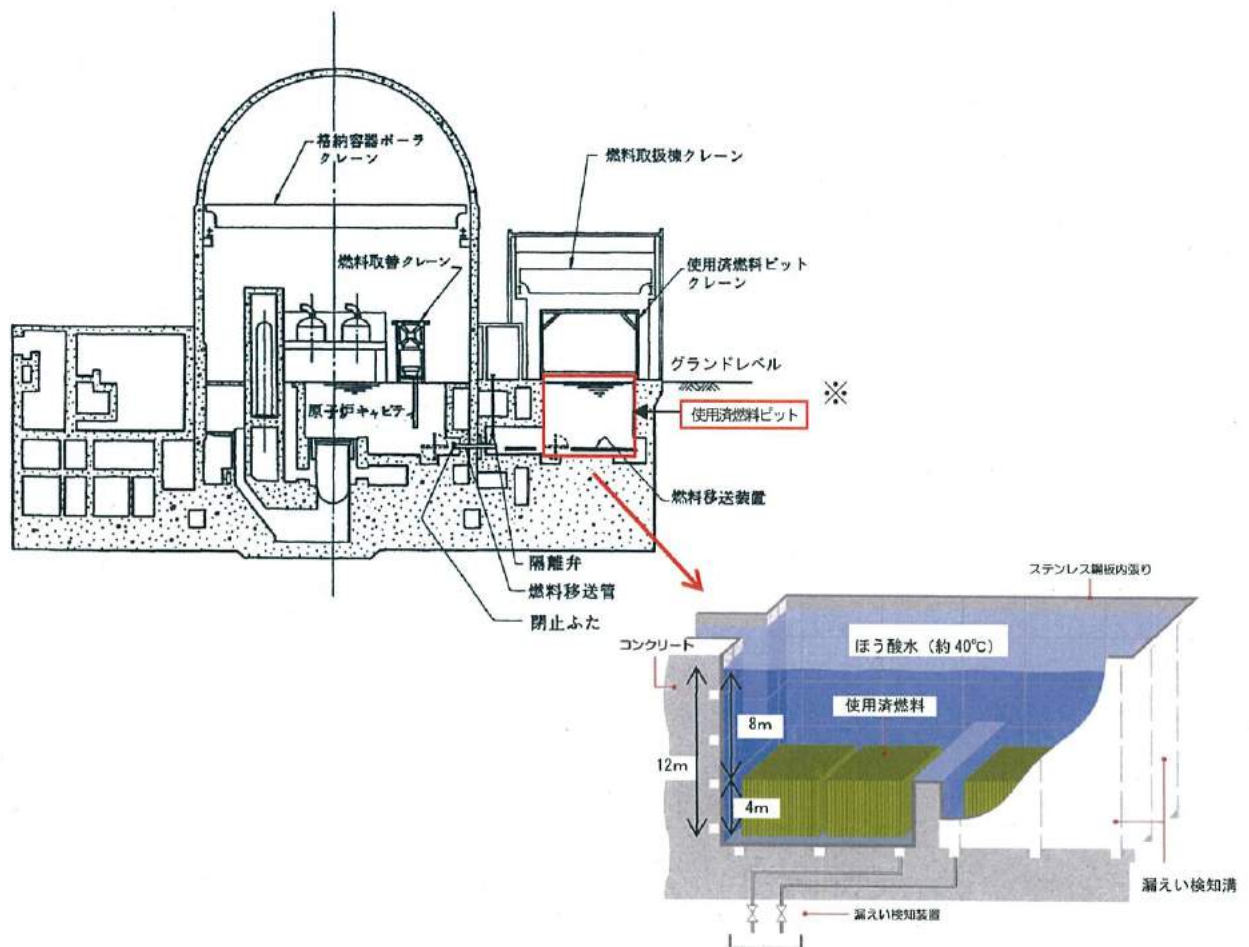 格納容器ポーラ
クレーン
燃料取扱棟クレーン
燃料取替クレーン
使用済燃料ピット
クレーン
グランドレベル
※
原子炉キャビティ
使用済燃料ピット
燃料移送装置
隔離弁
燃料移送管
閉止ふた
ステンレス鋼板内張り
コンクリート
ほう酸水（約40℃）
使用済燃料
8m
12m
4m
漏えい検知溝
漏えい検知装置